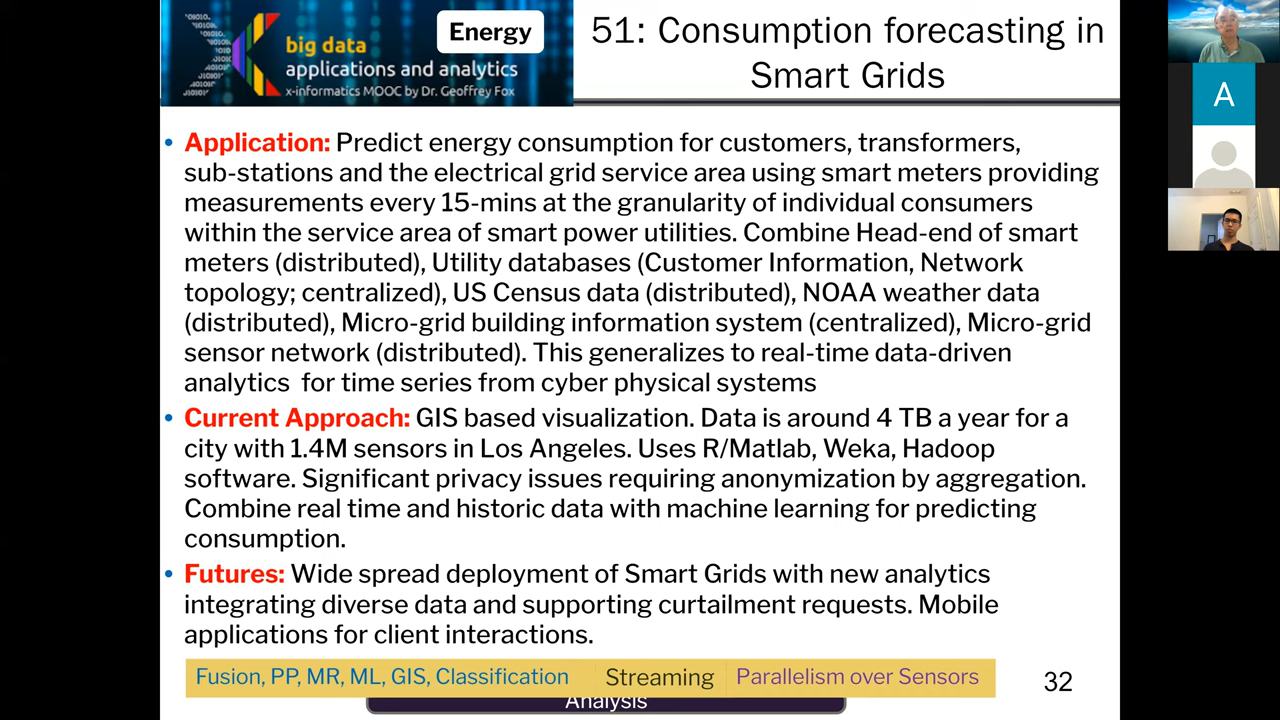 Energy
big data
applications and analytics
x-informatics MOOC by Dr. Geoffrey Fox
51: Consumption forecasting in
Smart Grids
A
• Application: Predict energy consumption for customers, transformers,
sub-stations and the electrical grid service area using smart meters providing
measurements every 15-mins at the granularity of individual consumers
within the service area of smart power utilities. Combine Head-end of smart
meters (distributed), Utility databases (Customer Information, Network
topology; centralized), US Census data (distributed), NOAA weather data
(distributed), Micro-grid building information system (centralized), Micro-grid
sensor network (distributed). This generalizes to real-time data-driven
analytics for time series from cyber physical systems
• Current Approach: GIS based visualization. Data is around 4 TB a year for a
city with 1.4M sensors in Los Angeles. Uses R/Matlab, Weka, Hadoop
software. Significant privacy issues requiring anonymization by aggregation.
Combine real time and historic data with machine learning for predicting
consumption.
• Futures: Wide spread deployment of Smart Grids with new analytics
integrating diverse data and supporting curtailment requests. Mobile
applications for client interactions.
Fusion, PP, MR, ML, GIS, Classification Streaming Parallelism over Sensors
Analysis
32